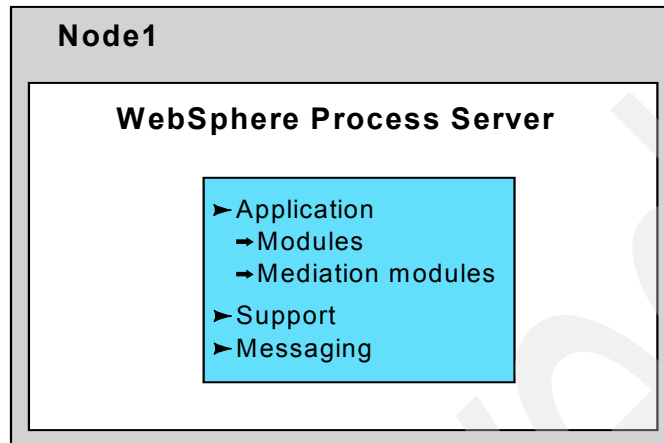 Node1
WebSphere Process Server
➤Application
➡Modules
➡Mediation modules
➤Support
➤Messaging